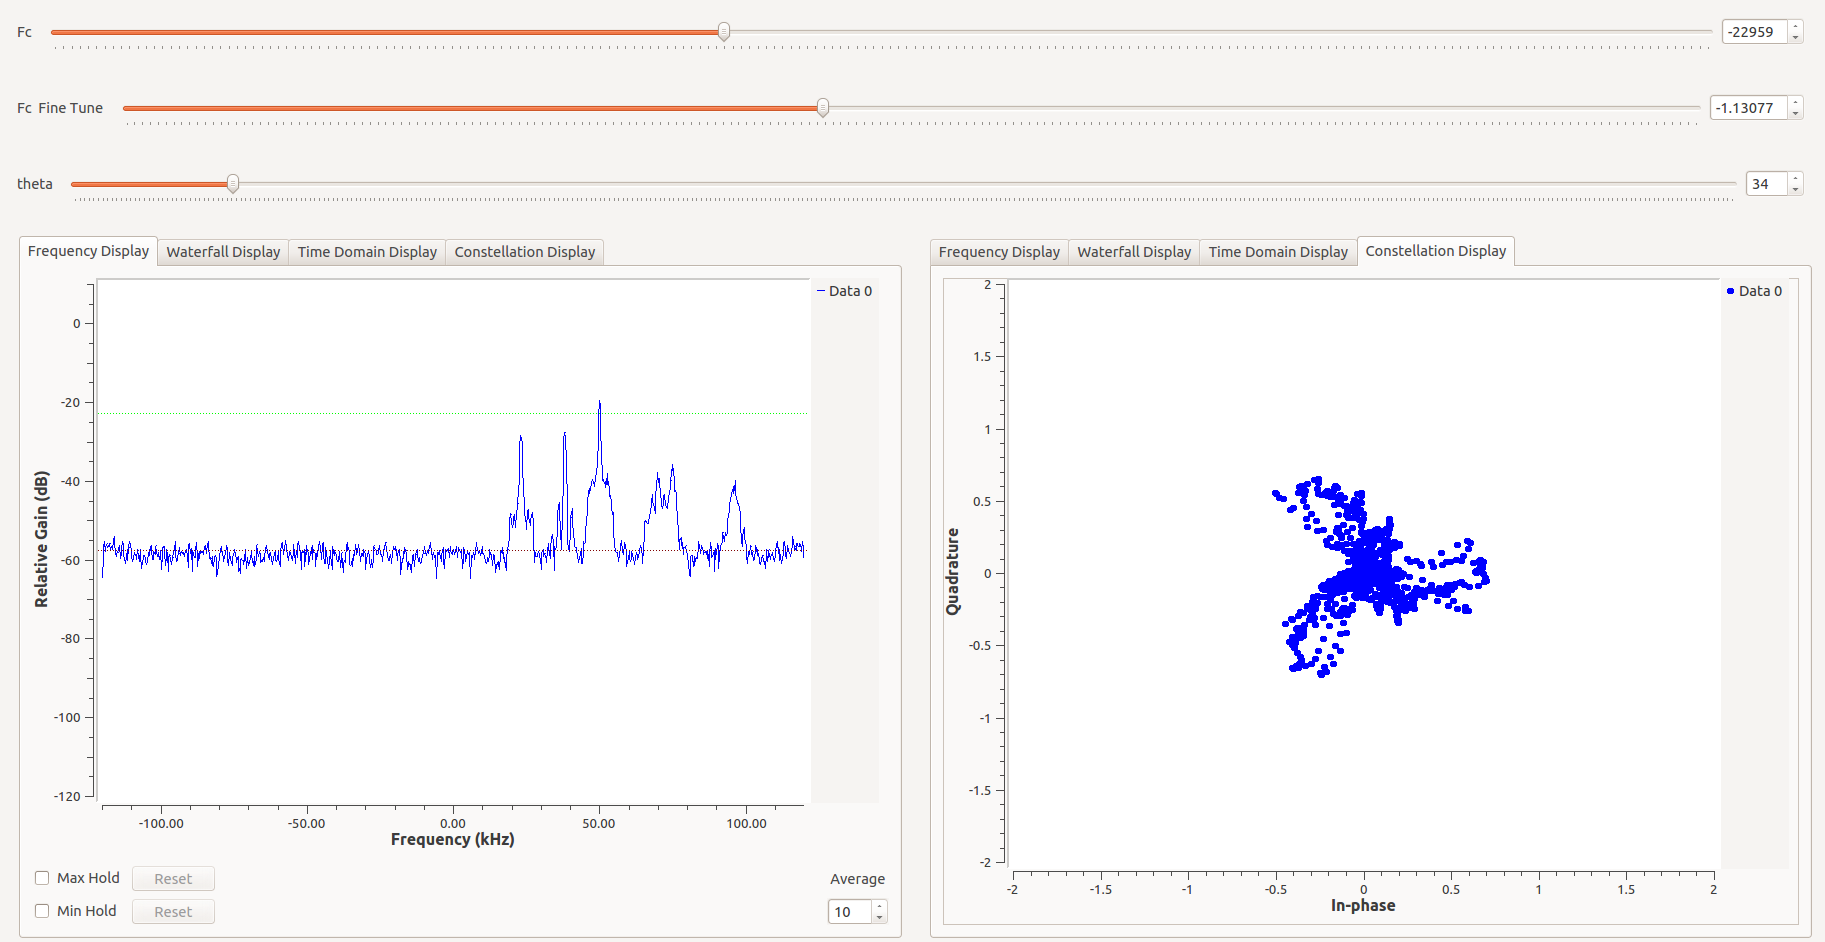 Fc -22959
Fc Fine Tune -1.13077
theta 34
Frequency Display Waterfall Display Time Domain Display Constellation Display
Data 0
0
-20
-40
-60
-80
-100
-120
Relative Gain (dB)
-100.00 -50.00 0.00 50.00 100.00
Frequency (kHz)
Max Hold Reset
Min Hold Reset
Average
10
Frequency Display Waterfall Display Time Domain Display Constellation Display
Data 0
2
1.5
1
0.5
0
-0.5
-1
-1.5
-2
Quadrature
-2 -1.5 -1 -0.5 0 0.5 1 1.5 2
In-phase